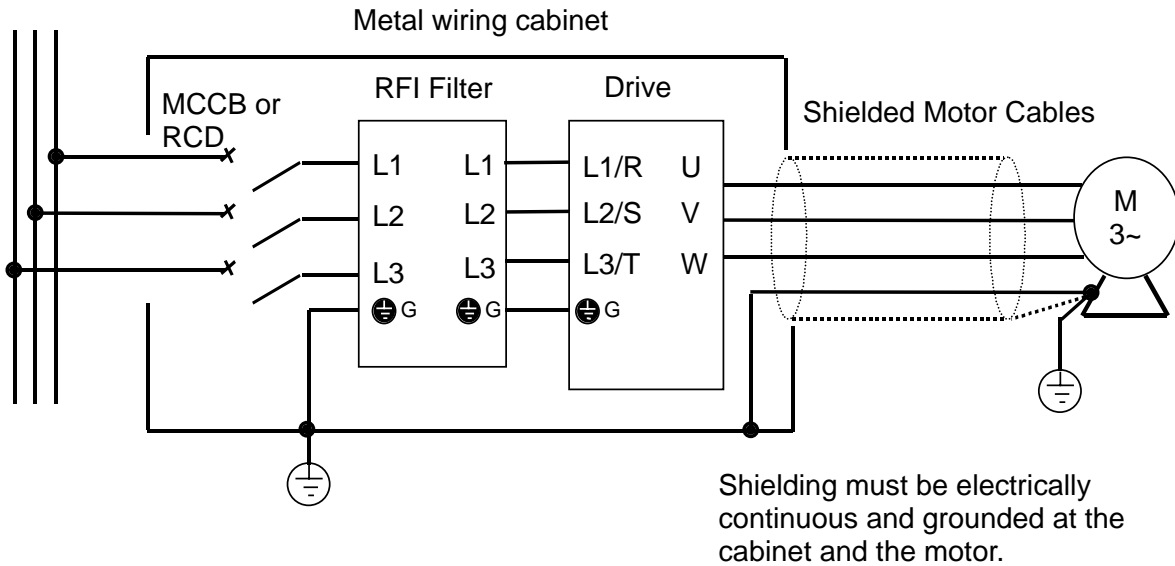 Metal wiring cabinet
RFI Filter
Drive
MCCB or
RCD
Shielded Motor Cables
L1 L1 L1/R U
L2 L2 L2/S V
L3 L3 L3/T W
G G G
M
3~
Shielding must be electrically
continuous and grounded at the
cabinet and the motor.